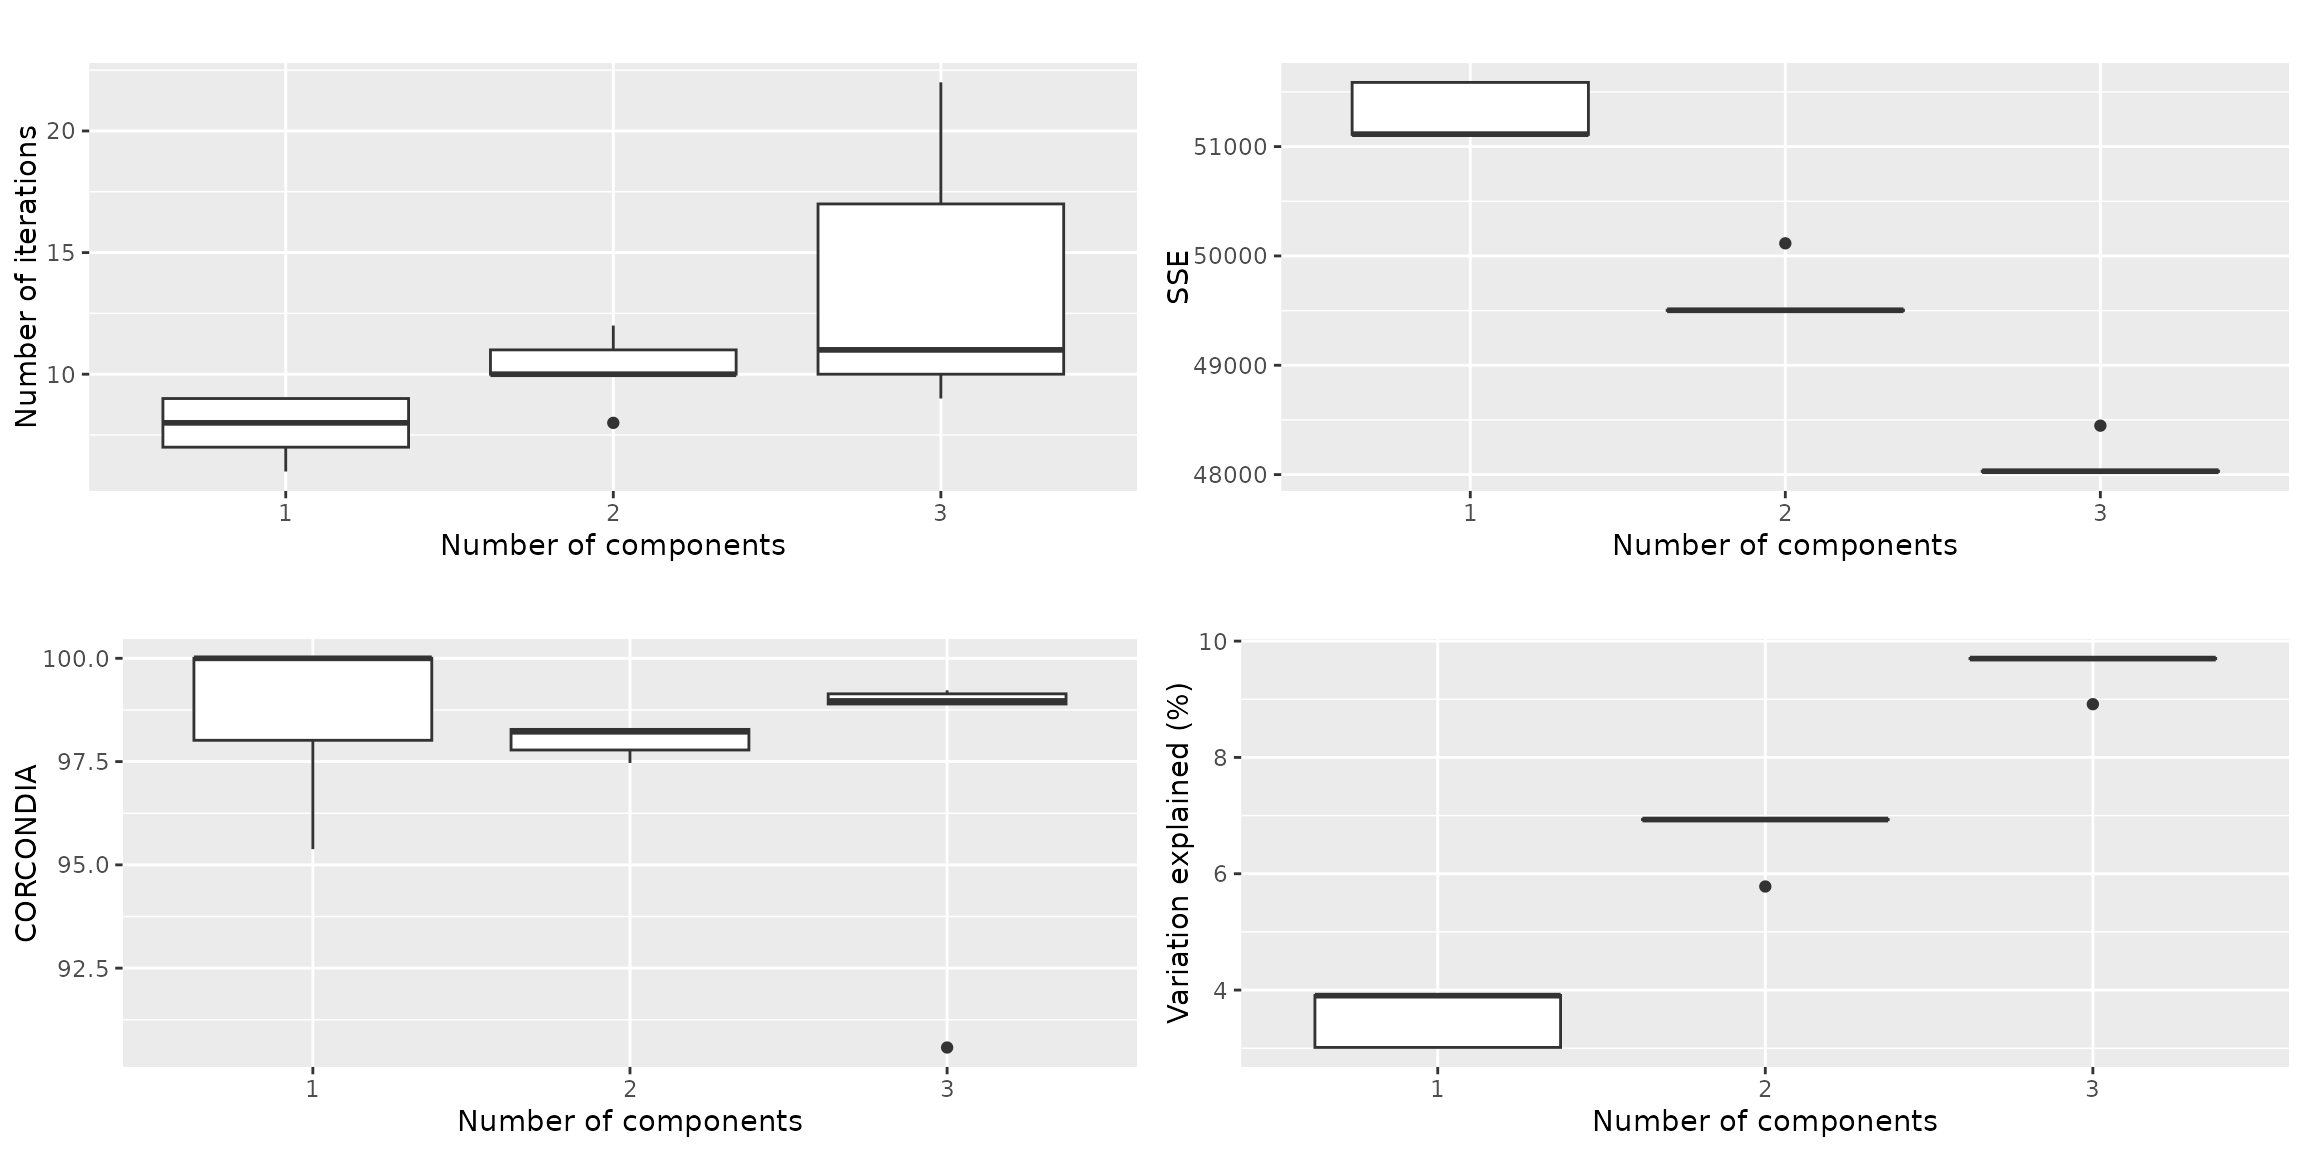 Number of iterations
20
15
10
1 2 3
Number of components
SSE
51000
50000
49000
48000
1 2 3
Number of components
CORCONDIA
100.0
97.5
95.0
92.5
1 2 3
Number of components
Variation explained (%)
10
8
6
4
1 2 3
Number of components